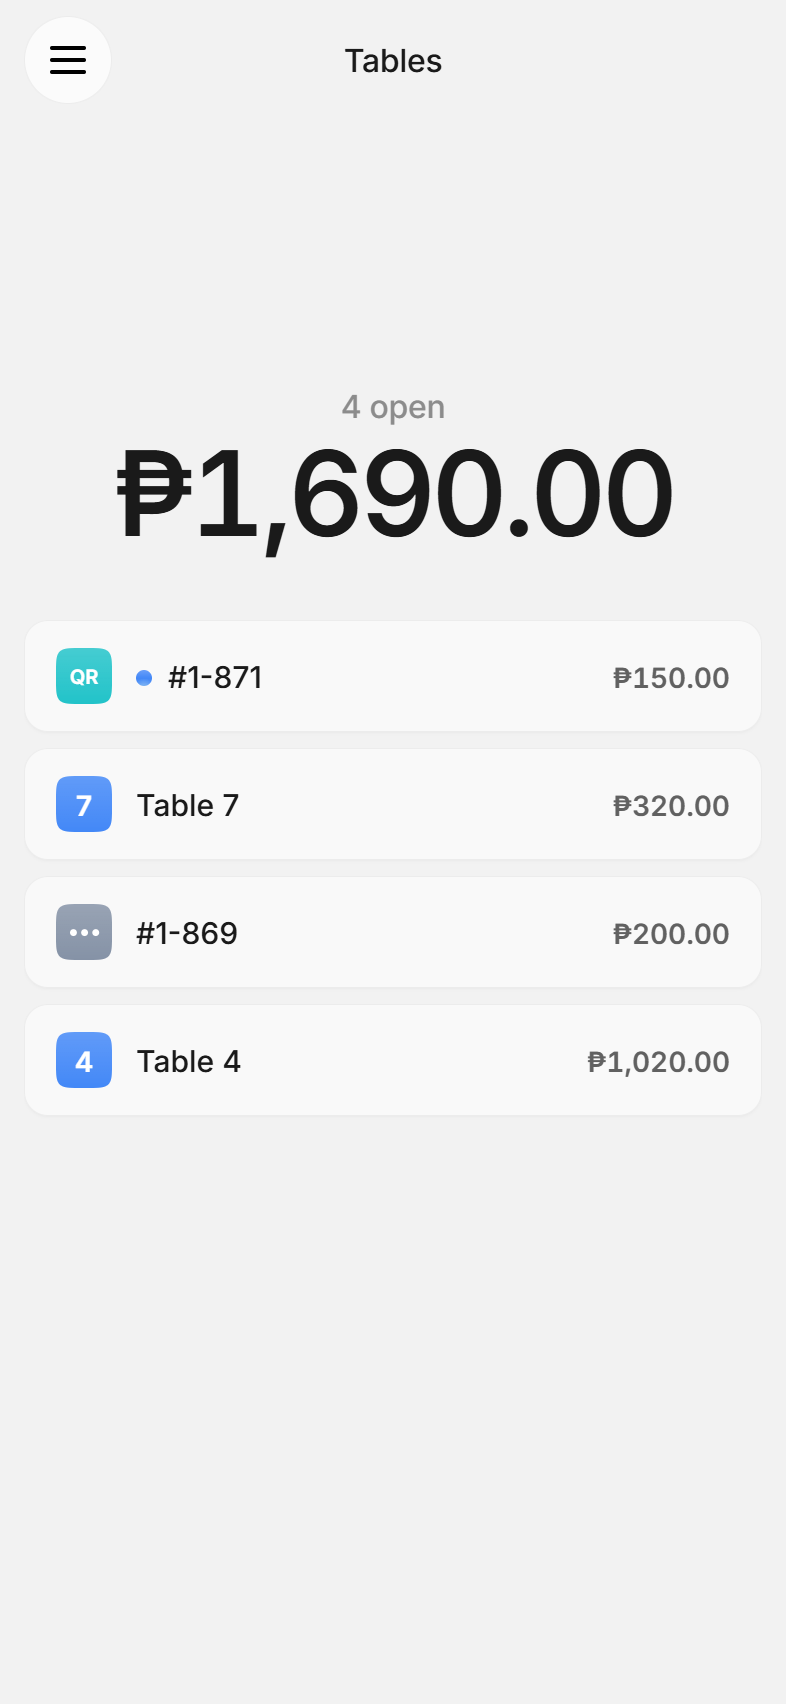 Tables
4 open
₱1,690.00
QR #1-871 ₱150.00
7 Table 7 ₱320.00
#1-869 ₱200.00
4 Table 4 ₱1,020.00